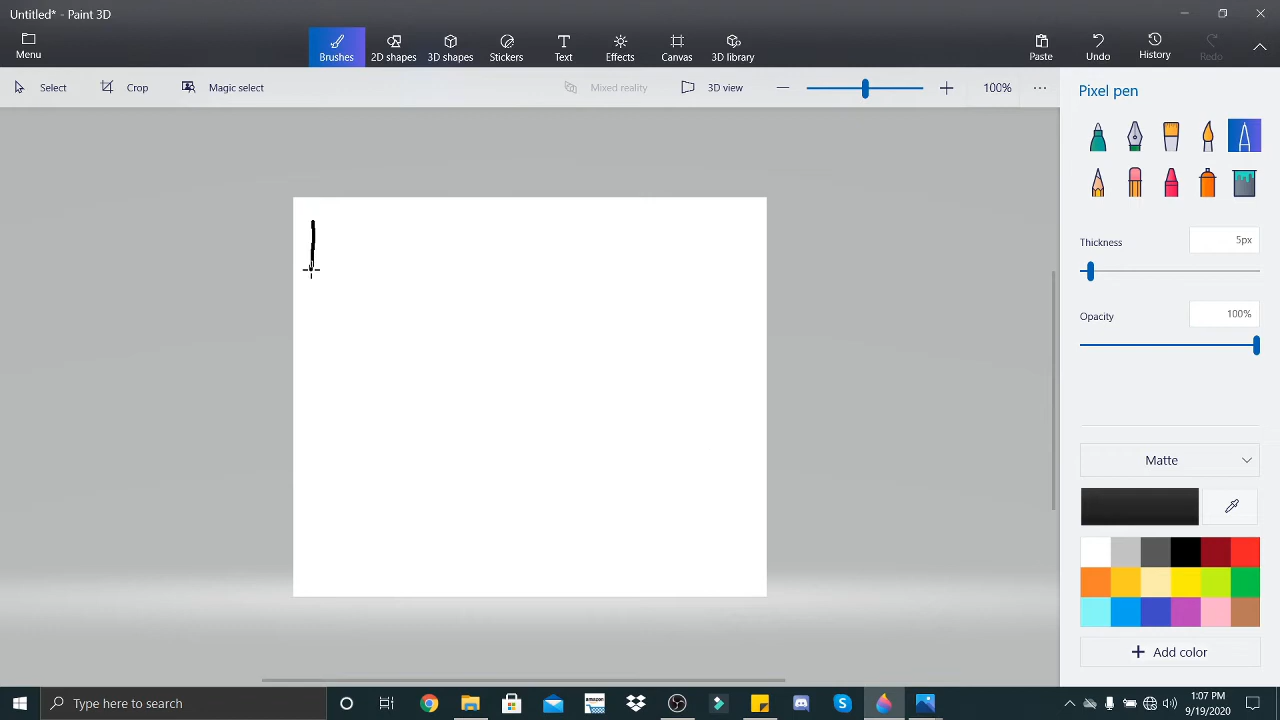 Untitled* - Paint 3D
Menu
Brushes
2D shapes
3D shapes
Stickers
Text
Effects
Canvas
3D library
Paste
Undo
History
Redo
Select
Crop
Magic select
Mixed reality
3D view
100%
Pixel pen
Thickness
5px
Opacity
100%
Matte
Add color
Type here to search
amazon
1:07 PM
9/19/2020